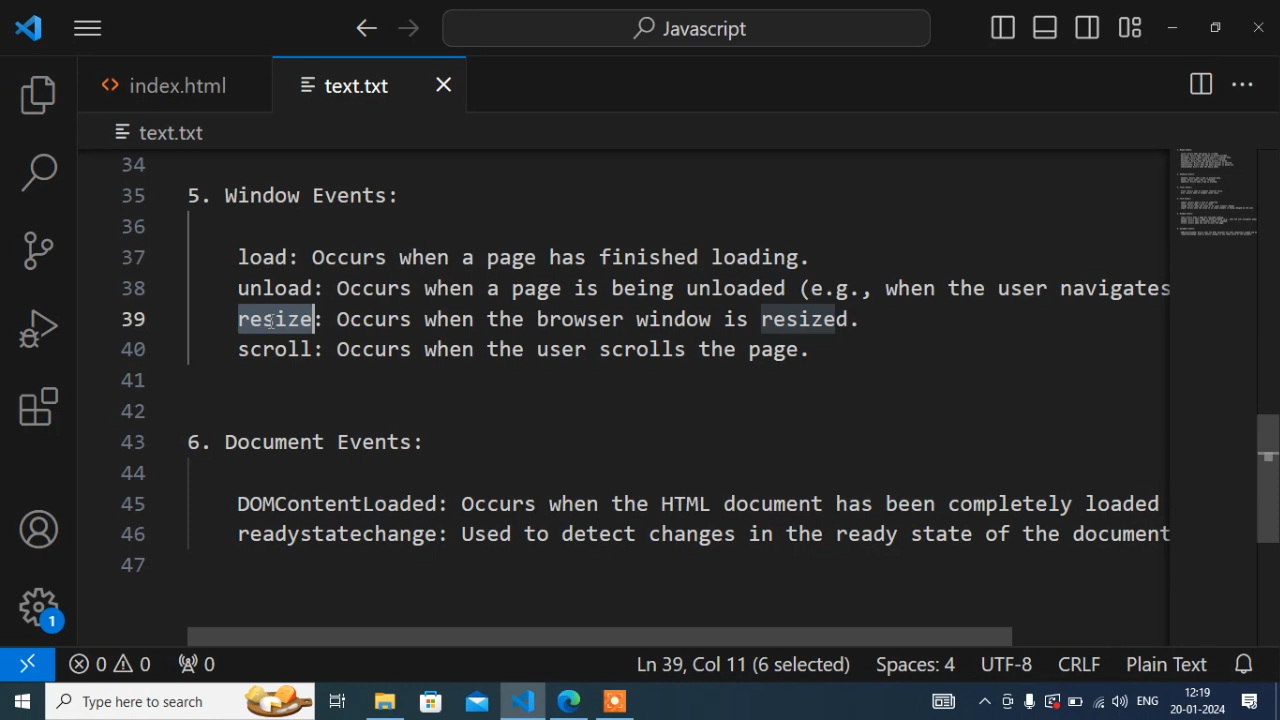 Javascript
index.html
text.txt
text.txt
34
35 5. Window Events:
36
37 load: Occurs when a page has finished loading.
38 unload: Occurs when a page is being unloaded (e.g., when the user navigates
39 resize: Occurs when the browser window is resized.
40 scroll: Occurs when the user scrolls the page.
41
42
43 6. Document Events:
44
45 DOMContentLoaded: Occurs when the HTML document has been completely loaded
46 readystatechange: Used to detect changes in the ready state of the document
47
1
0 0 0 Ln 39, Col 11 (6 selected) Spaces: 4 UTF-8 CRLF Plain Text
Type here to search ENG 12:19
20-01-2024